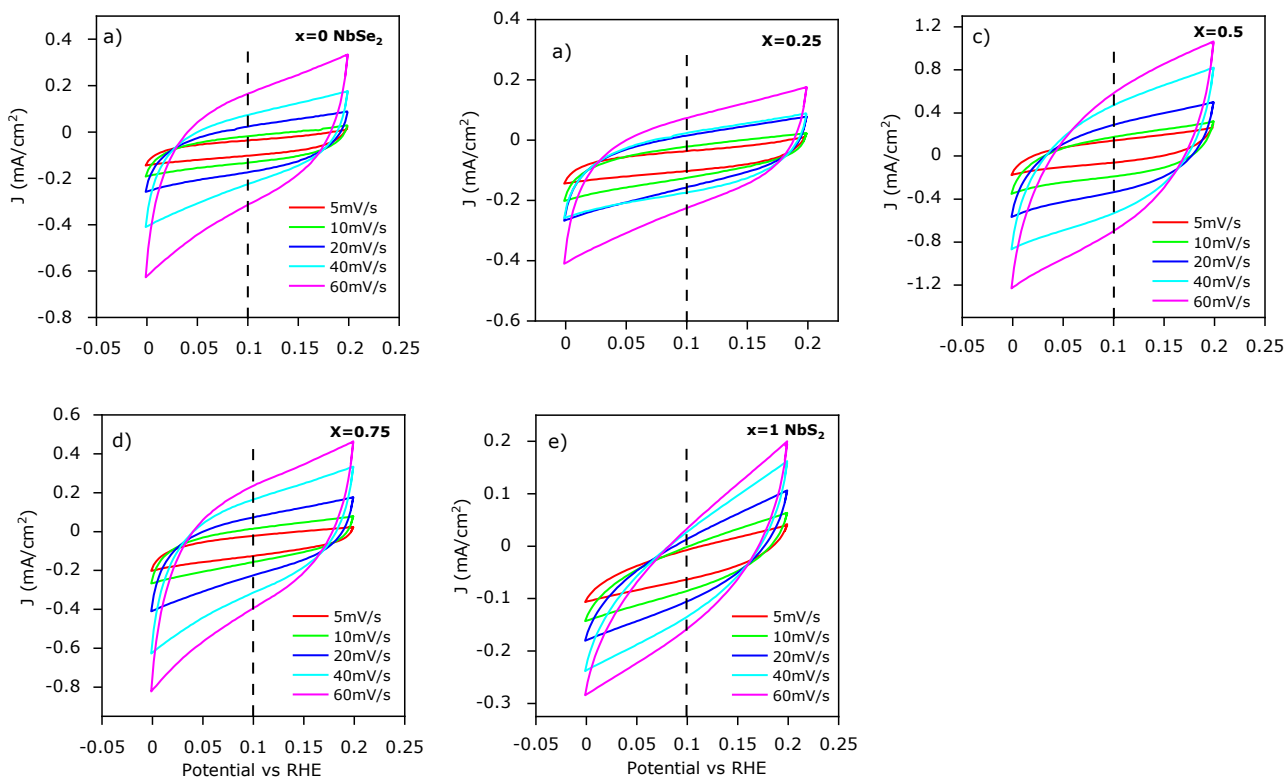 a)
x=0 NbSe2
J (mA/cm2)
0.4
0.2
0
-0.2
-0.4
-0.6
-0.8
-0.05
0
0.05
0.1
0.15
0.2
0.25
5mV/s
10mV/s
20mV/s
40mV/s
60mV/s
a)
X=0.25
J (mA/cm2)
0.4
0.2
0.0
-0.2
-0.4
-0.6
0
0.05
0.1
0.15
0.2
c)
X=0.5
J (mA/cm2)
1.2
0.8
0.4
0
-0.4
-0.8
-1.2
-0.05
0
0.05
0.1
0.15
0.2
0.25
5mV/s
10mV/s
20mV/s
40mV/s
60mV/s
d)
X=0.75
J (mA/cm2)
0.6
0.4
0.2
0
-0.2
-0.4
-0.6
-0.8
-0.05
0
0.05
0.1
0.15
0.2
0.25
5mV/s
10mV/s
20mV/s
40mV/s
60mV/s
Potential vs RHE
e)
x=1 NbS2
J (mA/cm2)
0.2
0.1
0
-0.1
-0.2
-0.3
-0.05
0
0.05
0.1
0.15
0.2
0.25
5mV/s
10mV/s
20mV/s
40mV/s
60mV/s
Potential vs RHE